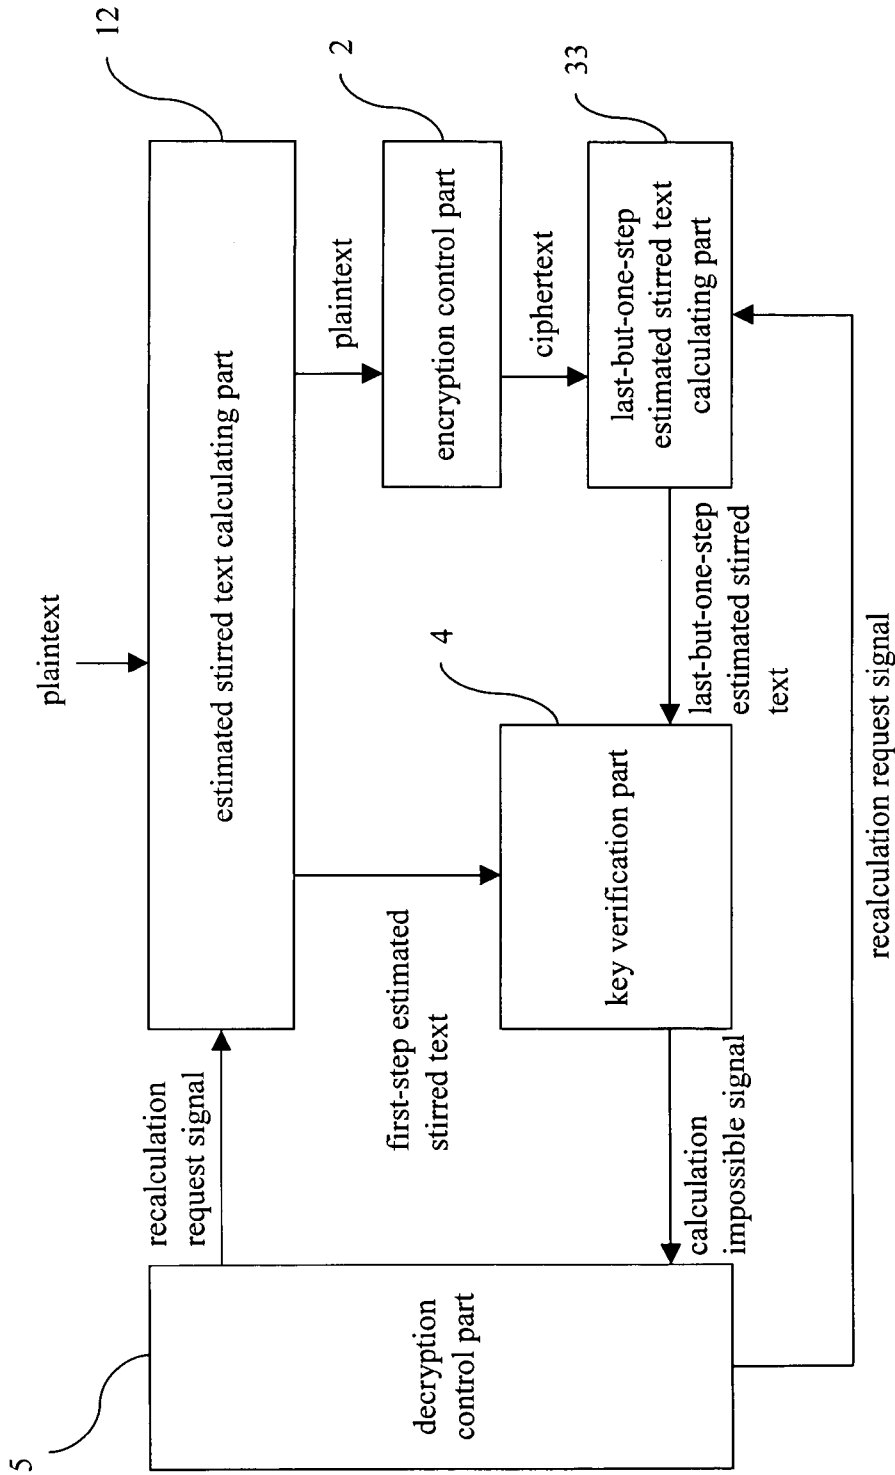 plaintext
12
estimated stirred text calculating part
recalculation
request signal
plaintext
2
encryption control part
first-step estimated
stirred text
ciphertext
33
last-but-one-step
estimated stirred text
calculating part
4
key verification part
last-but-one-step
estimated stirred
text
calculation
impossible signal
5
decryption
control part
recalculation request signal